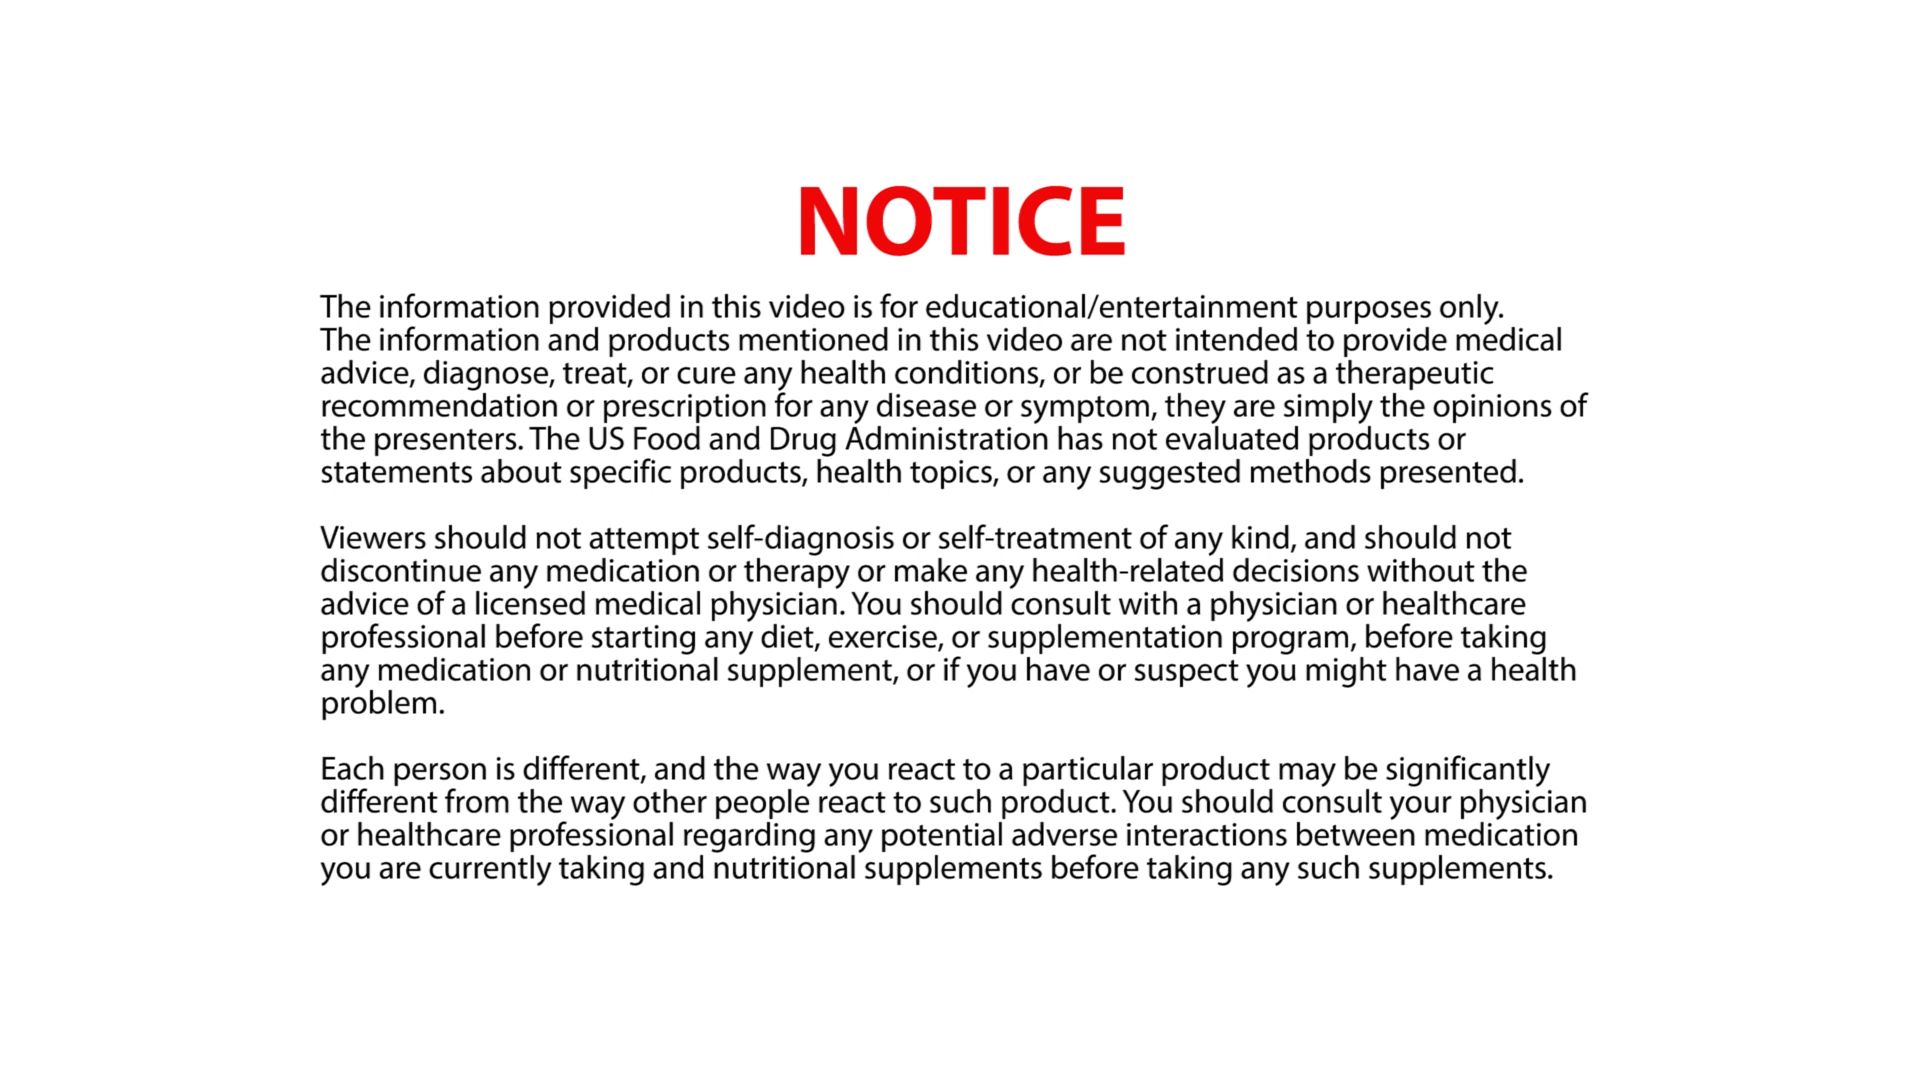 NOTICE
The information provided in this video is for educational/entertainment purposes only.
The information and products mentioned in this video are not intended to provide medical
advice, diagnose, treat, or cure any health conditions, or be construed as a therapeutic
recommendation or prescription for any disease or symptom, they are simply the opinions of
the presenters. The US Food and Drug Administration has not evaluated products or
statements about specific products, health topics, or any suggested methods presented.
Viewers should not attempt self-diagnosis or self-treatment of any kind, and should not
discontinue any medication or therapy or make any health-related decisions without the
advice of a licensed medical physician. You should consult with a physician or healthcare
professional before starting any diet, exercise, or supplementation program, before taking
any medication or nutritional supplement, or if you have or suspect you might have a health
problem.
Each person is different, and the way you react to a particular product may be significantly
different from the way other people react to such product. You should consult your physician
or healthcare professional regarding any potential adverse interactions between medication
you are currently taking and nutritional supplements before taking any such supplements.